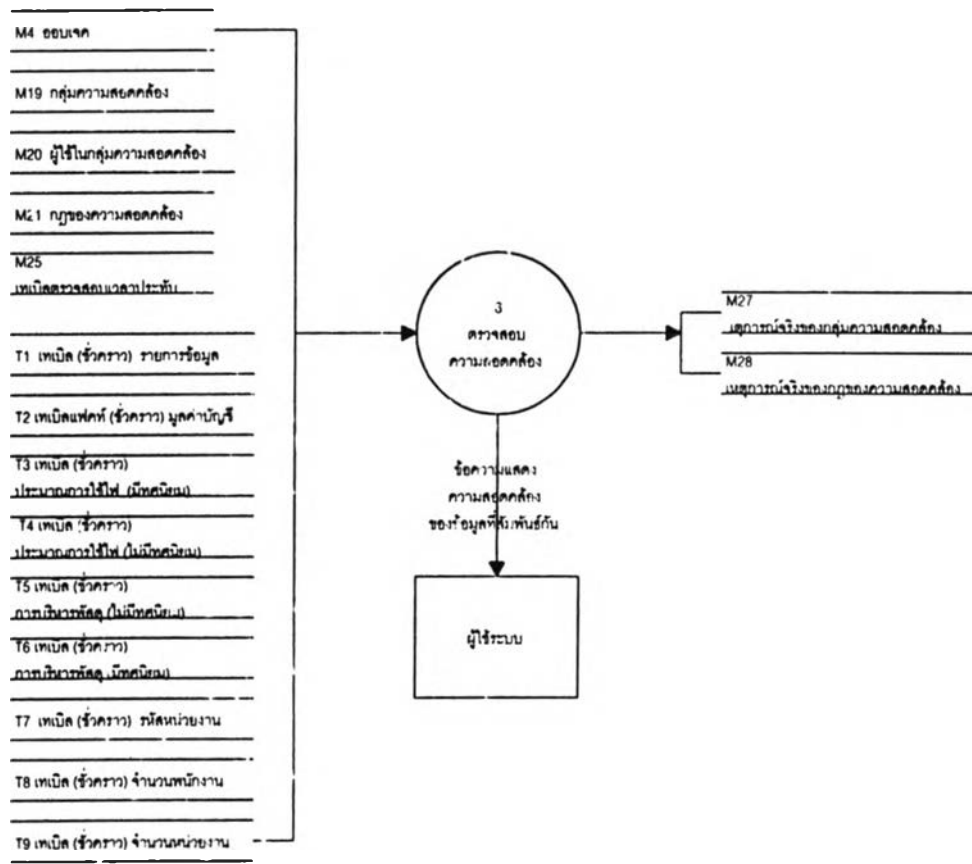 M4 ออบเจค
M19 กลุ่มความสอดคล้อง
M20 ผู้ใช้ในกลุ่มความสอดคล้อง
M21 กฎของความสอดคล้อง
M25
เทเบิลตรวจสอบเวลาประทับ
T1 เทเบิล (ชั่วคราว) รายการข้อมูล
T2 เทเบิลแฟคท์ (ชั่วคราว) มูลค่าบัญชี
T3 เทเบิล (ชั่วคราว)
ประมาณการใช้ไฟ (มีทศนิยม)
T4 เทเบิล (ชั่วคราว)
ประมาณการใช้ไฟ (ไม่มีทศนิยม)
T5 เทเบิล (ชั่วคราว)
การบริหารพัสดุ (ไม่มีทศนิยม)
T6 เทเบิล (ชั่วคราว)
การบริหารพัสดุ (มีทศนิยม)
T7 เทเบิล (ชั่วคราว) รหัสหน่วยงาน
T8 เทเบิล (ชั่วคราว) จำนวนพนักงาน
T9 เทเบิล (ชั่วคราว) จำนวนหน่วยงาน
3
ตรวจสอบ
ความสอดคล้อง
M27
เหตุการณ์จริงของกลุ่มความสอดคล้อง
M28
เหตุการณ์จริงของกฎของความสอดคล้อง
ข้อความแสดง
ความสอดคล้อง
ของข้อมูลที่สัมพันธ์กัน
ผู้ใช้ระบบ